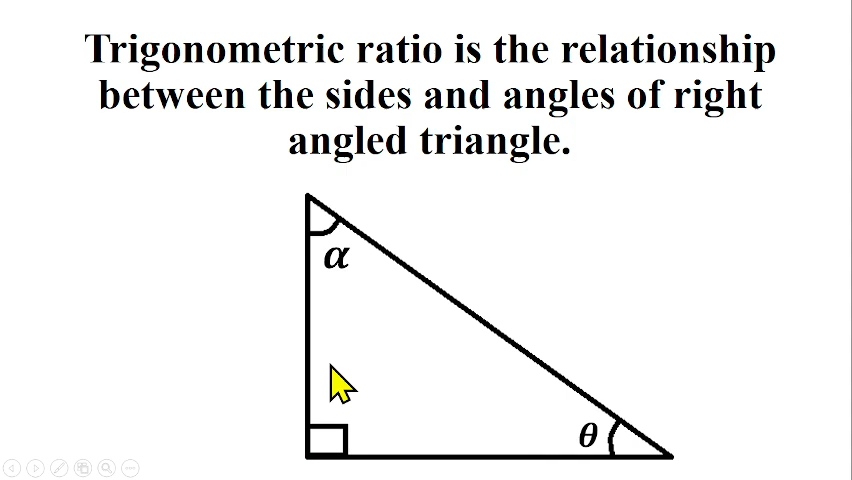 Trigonometric ratio is the relationship
between the sides and angles of right
angled triangle.
α
θ